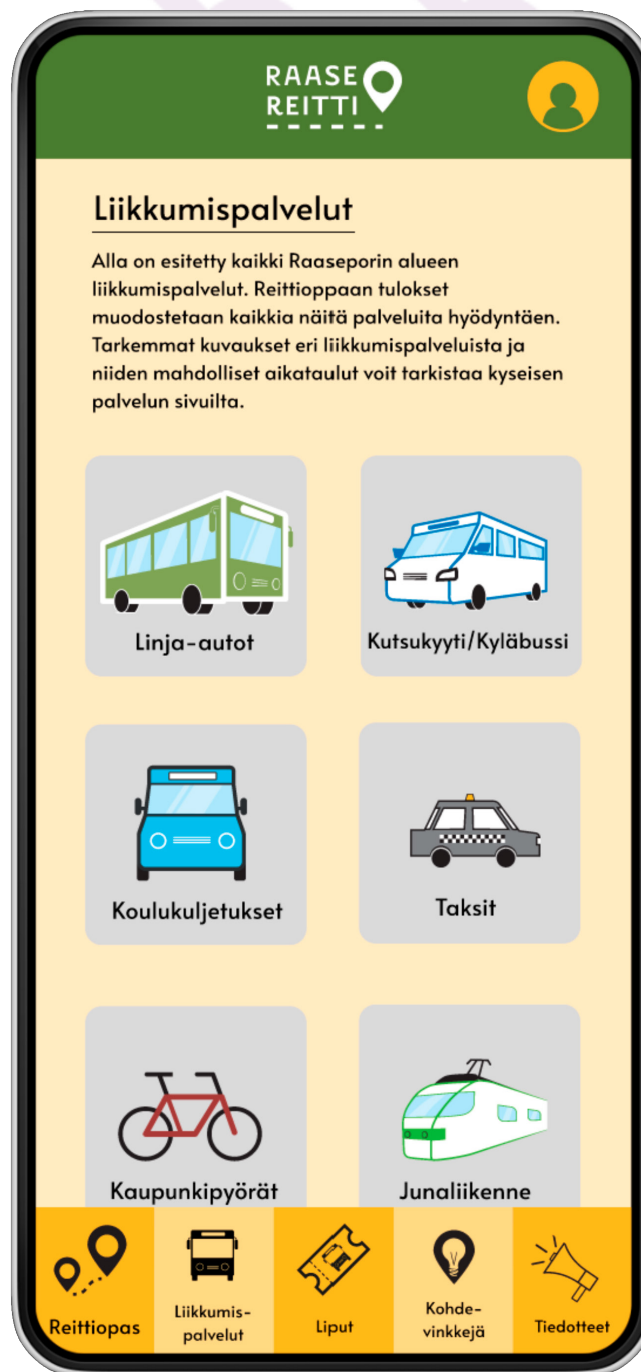 RAASE
REITTI
Liikkumispalvelut
Alla on esitetty kaikki Raaseporin alueen
liikkumispalvelut. Reittioppaan tulokset
muodostetaan kaikkia näitä palveluita hyödyntäen.
Tarkemmat kuvaukset eri liikkumispalveluista ja
niiden mahdolliset aikataulut voit tarkistaa kyseisen
palvelun sivuilta.
Linja-autot
Kutsukyyti/Kyläbussi
Koulukuljetukset
Taksit
Kaupunkipyörät
Junaliikenne
Reittiopas
Liikkumis-
palvelut
Liput
Kohde-
vinkkejä
Tiedotteet